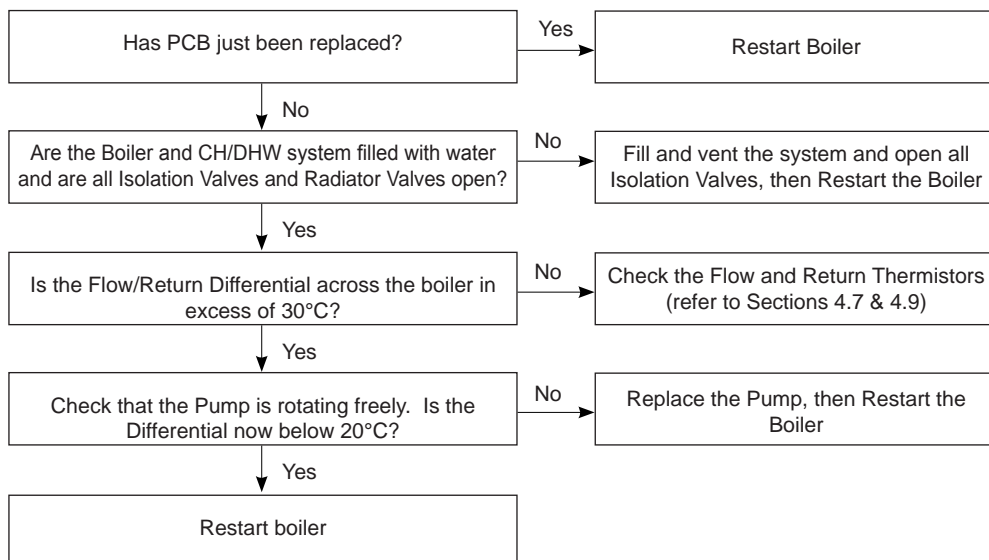 Has PCB just been replaced?
Yes
Restart Boiler
No
Are the Boiler and CH/DHW system filled with water
and are all Isolation Valves and Radiator Valves open?
No
Fill and vent the system and open all
Isolation Valves, then Restart the Boiler
Yes
Is the Flow/Return Differential across the boiler in
excess of 30°C?
No
Check the Flow and Return Thermistors
(refer to Sections 4.7 & 4.9)
Yes
Check that the Pump is rotating freely.  Is the
Differential now below 20°C?
No
Replace the Pump, then Restart the
Boiler
Yes
Restart boiler